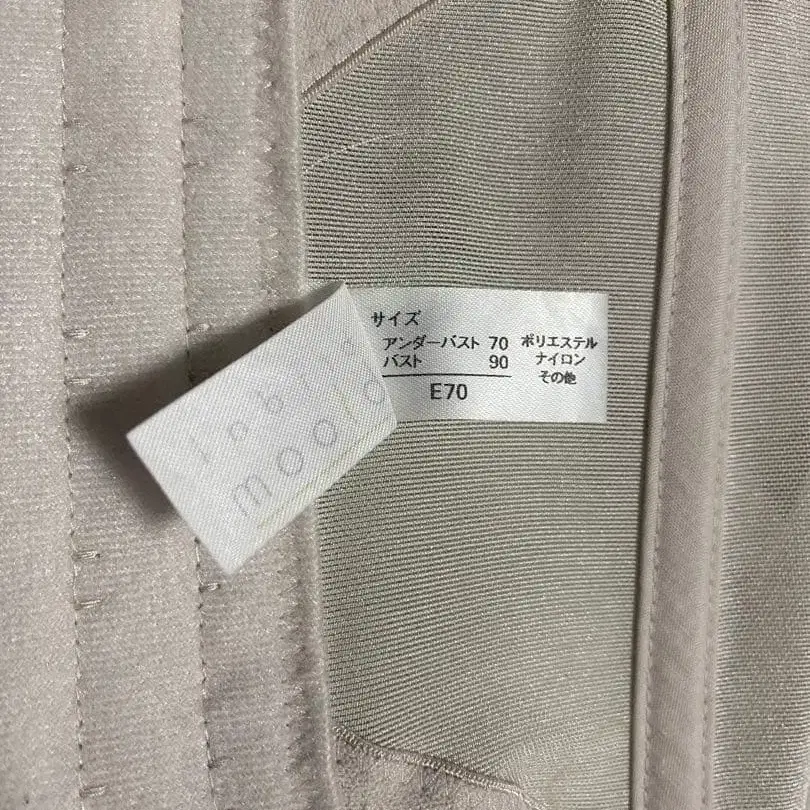 サイズ
アンダーバスト 70
バスト 90
E70
ポリエステル
ナイロン
その他